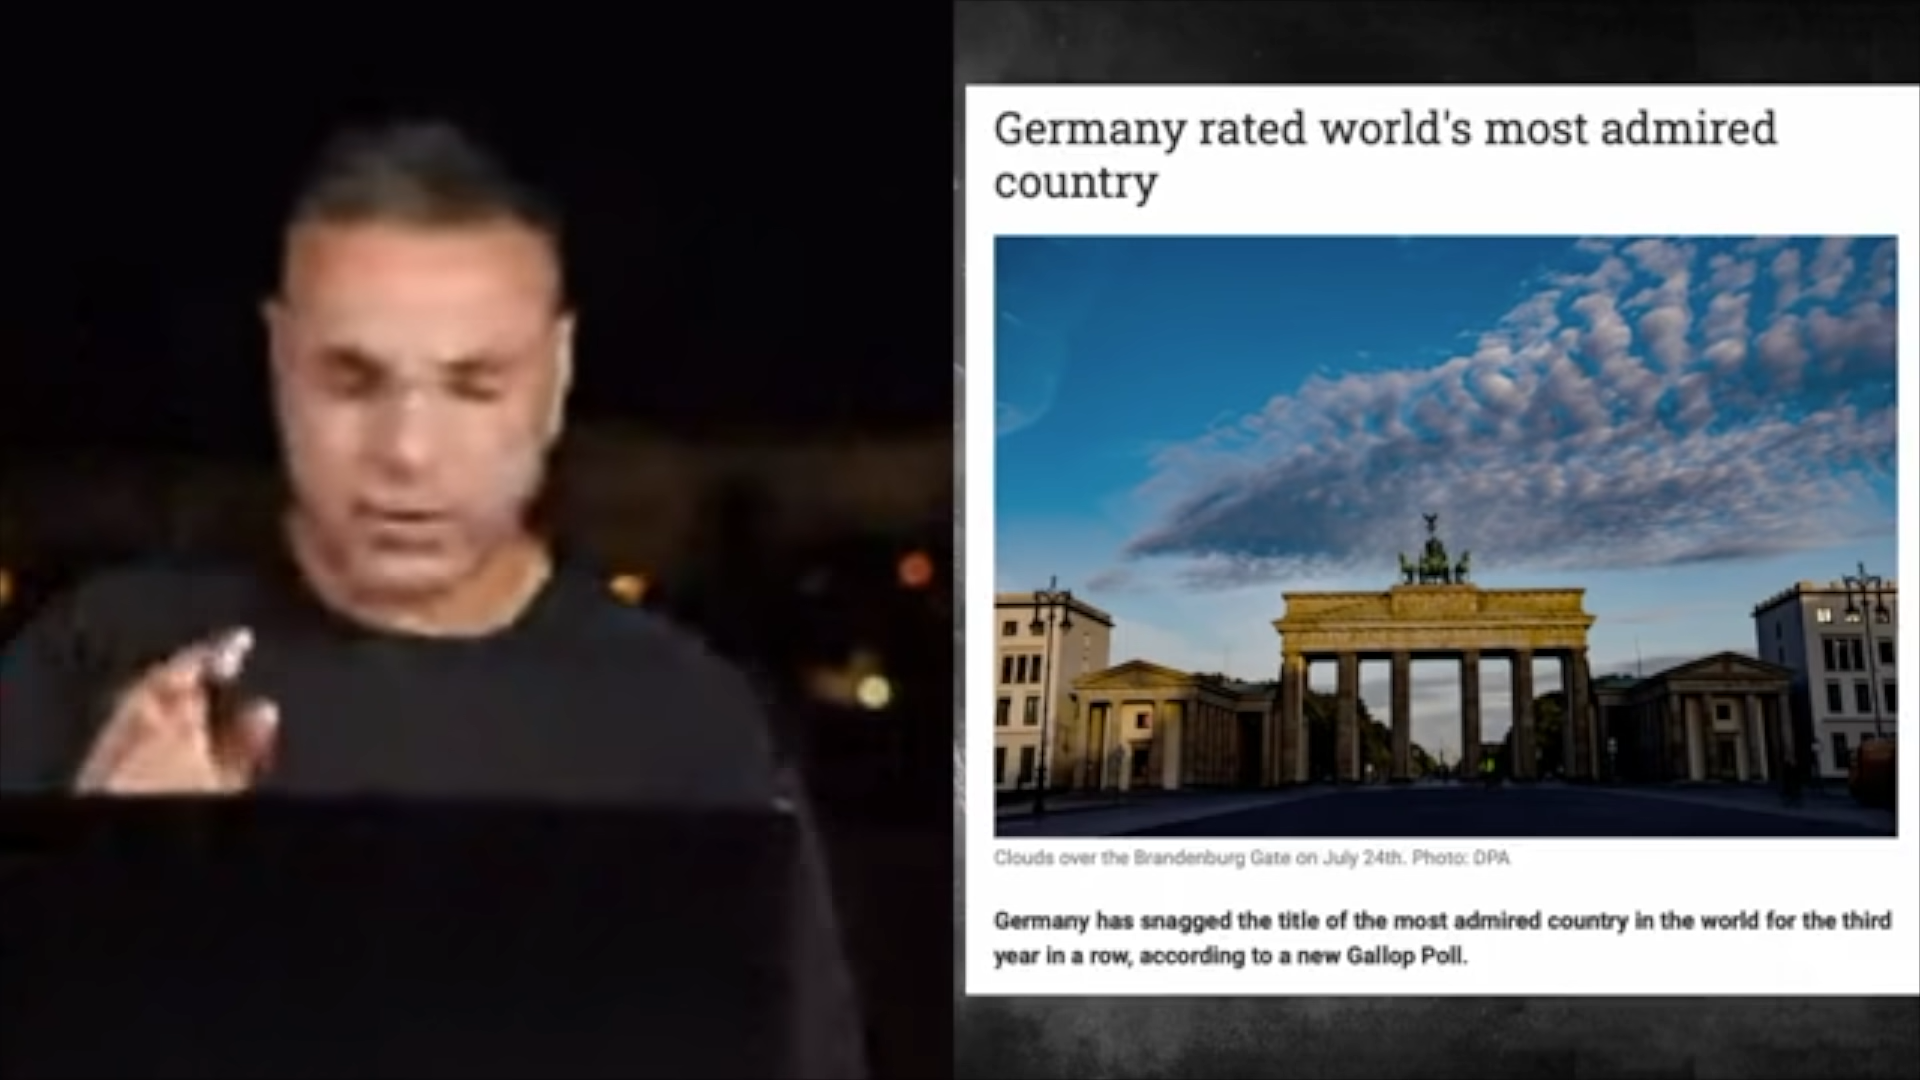 Germany rated world's most admired
country
Clouds over the Brandenburg Gate on July 24th. Photo: DPA
Germany has snagged the title of the most admired country in the world for the third
year in a row, according to a new Gallop Poll.